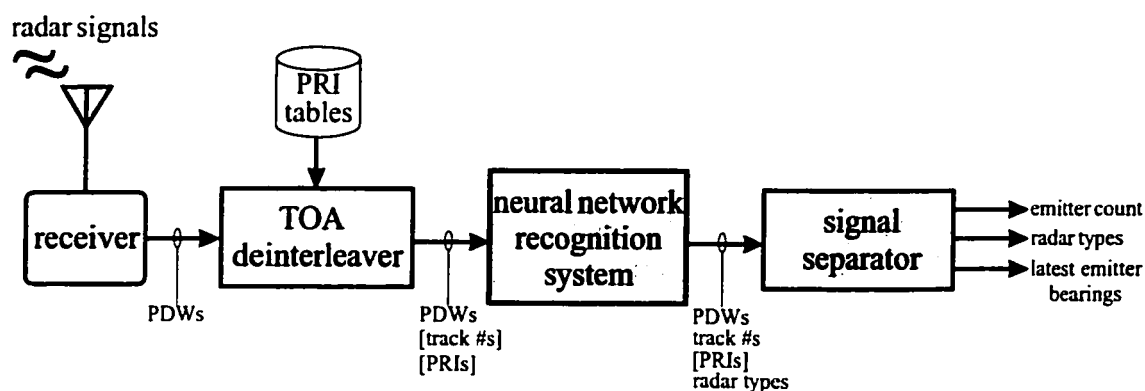 radar signals
PRI
tables
receiver
TOA
deinterleaver
neural network
recognition
system
signal
separator
emitter count
radar types
latest emitter
bearings
PDWs
PDWs
[track #s]
[PRIs]
PDWs
track #s
[PRIs]
radar types